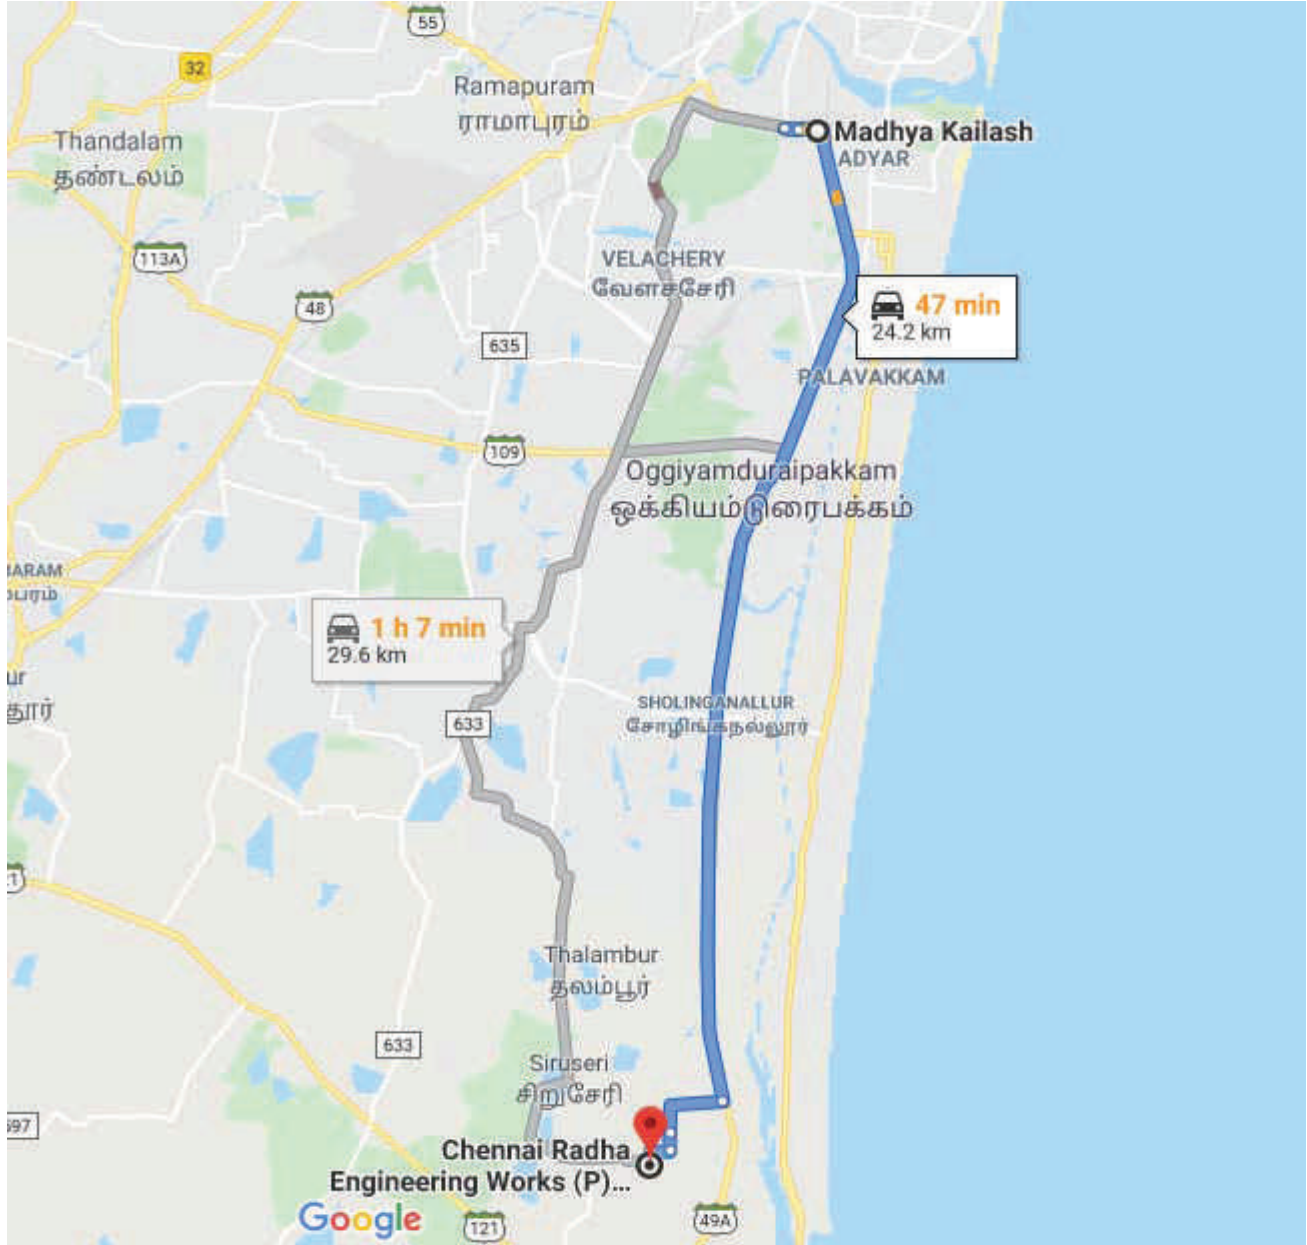 55
32
Ramapuram
ராமாபுரம்
Madhya Kailash
ADYAR
Thandalam
தண்டலம்
113A
VELACHERY
வேளச்சேரி
48
47 min
24.2 km
635
PALAVAKKAM
109
Oggiyamduraipakkam
ஒக்கியம்துரைபக்கம்
1 h 7 min
29.6 km
SHOLINGANALLUR
சோழிங்கநல்லூர்
633
Thalambur
தலம்பூர்
633
Siruseri
சிறுசேரி
Chennai Radha
Engineering Works (P)...
Google
121
49A